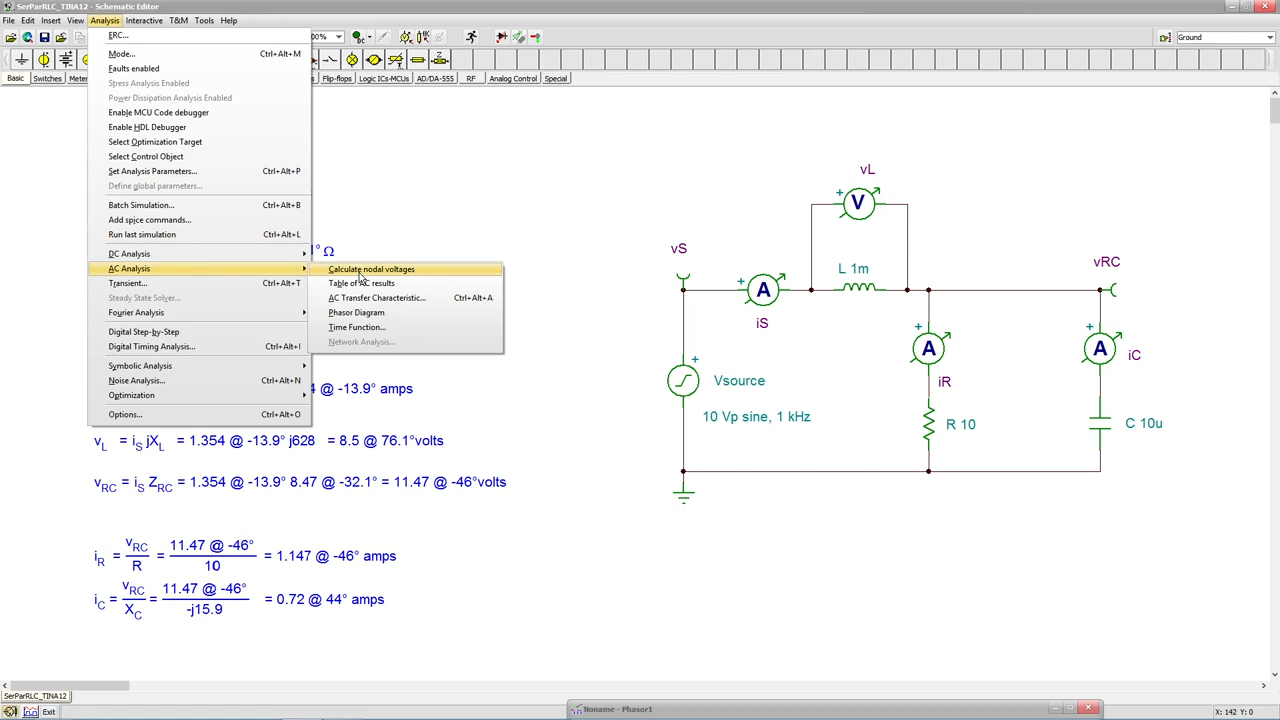 SerParRLC_TINA12 - Schematic Editor
File Edit Insert View Analysis Interactive T&M Tools Help
ERC...
00%
Ground
Mode... Ctrl+Alt+M
Faults enabled
Basic Switches Meter
Flip-flops Logic ICs-MCUs AD/DA-555 RF Analog Control Special
Stress Analysis Enabled
Power Dissipation Analysis Enabled
Enable MCU Code debugger
Enable HDL Debugger
Select Optimization Target
Select Control Object
Set Analysis Parameters... Ctrl+Alt+P
Define global parameters...
Batch Simulation... Ctrl+Alt+B
Add spice commands...
Run last simulation Ctrl+Alt+L
DC Analysis
AC Analysis
Transient... Ctrl+Alt+T
Steady State Solver...
Fourier Analysis
Digital Step-by-Step
Digital Timing Analysis... Ctrl+Alt+I
Symbolic Analysis
Noise Analysis... Ctrl+Alt+N
Optimization
Options... Ctrl+Alt+O
Calculate nodal voltages
AC Transfer Characteristic... Ctrl+Alt+A
Phasor Diagram
Time Function...
Network Analysis...
° Ω
@ -13.9° amps
vL = iS jXL = 1.354 @ -13.9° j628 = 8.5 @ 76.1°volts
vRC = iS ZRC = 1.354 @ -13.9° 8.47 @ -32.1° = 11.47 @ -46°volts
iR = vRC / R = 11.47 @ -46° / 10 = 1.147 @ -46° amps
iC = vRC / XC = 11.47 @ -46° / -j15.9 = 0.72 @ 44° amps
vL
+
V
vS
L 1m
vRC
+
A
iS
+
A
iR
+
A
iC
+
Vsource
10 Vp sine, 1 kHz
R 10
C 10u
SerParRLC_TINA12
Exit
Noname - Phasor1
X: 142 Y: 0